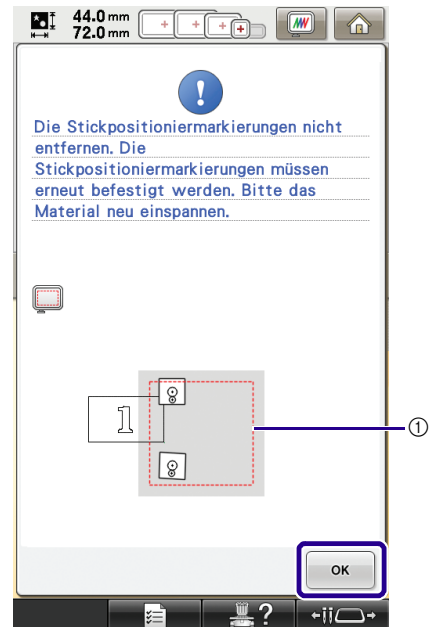 44.0 mm
72.0 mm
Die Stickpositioniermarkierungen nicht
entfernen. Die
Stickpositioniermarkierungen müssen
erneut befestigt werden. Bitte das
Material neu einspannen.
1
①
OK
?